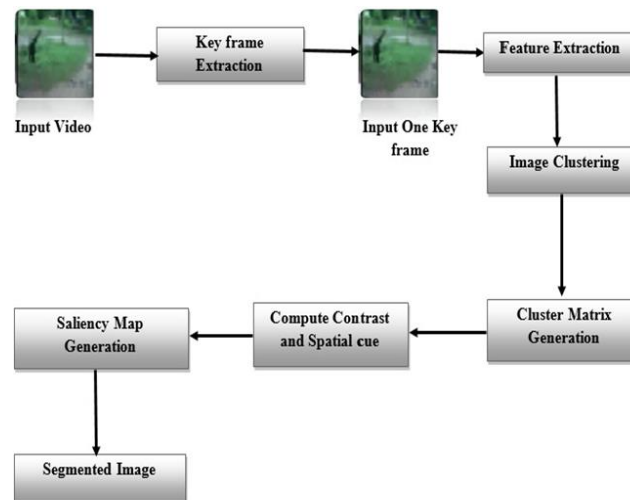 Input Video
Key frame
Extraction
Input One Key
frame
Feature Extraction
Image Clustering
Cluster Matrix
Generation
Compute Contrast
and Spatial cue
Saliency Map
Generation
Segmented Image